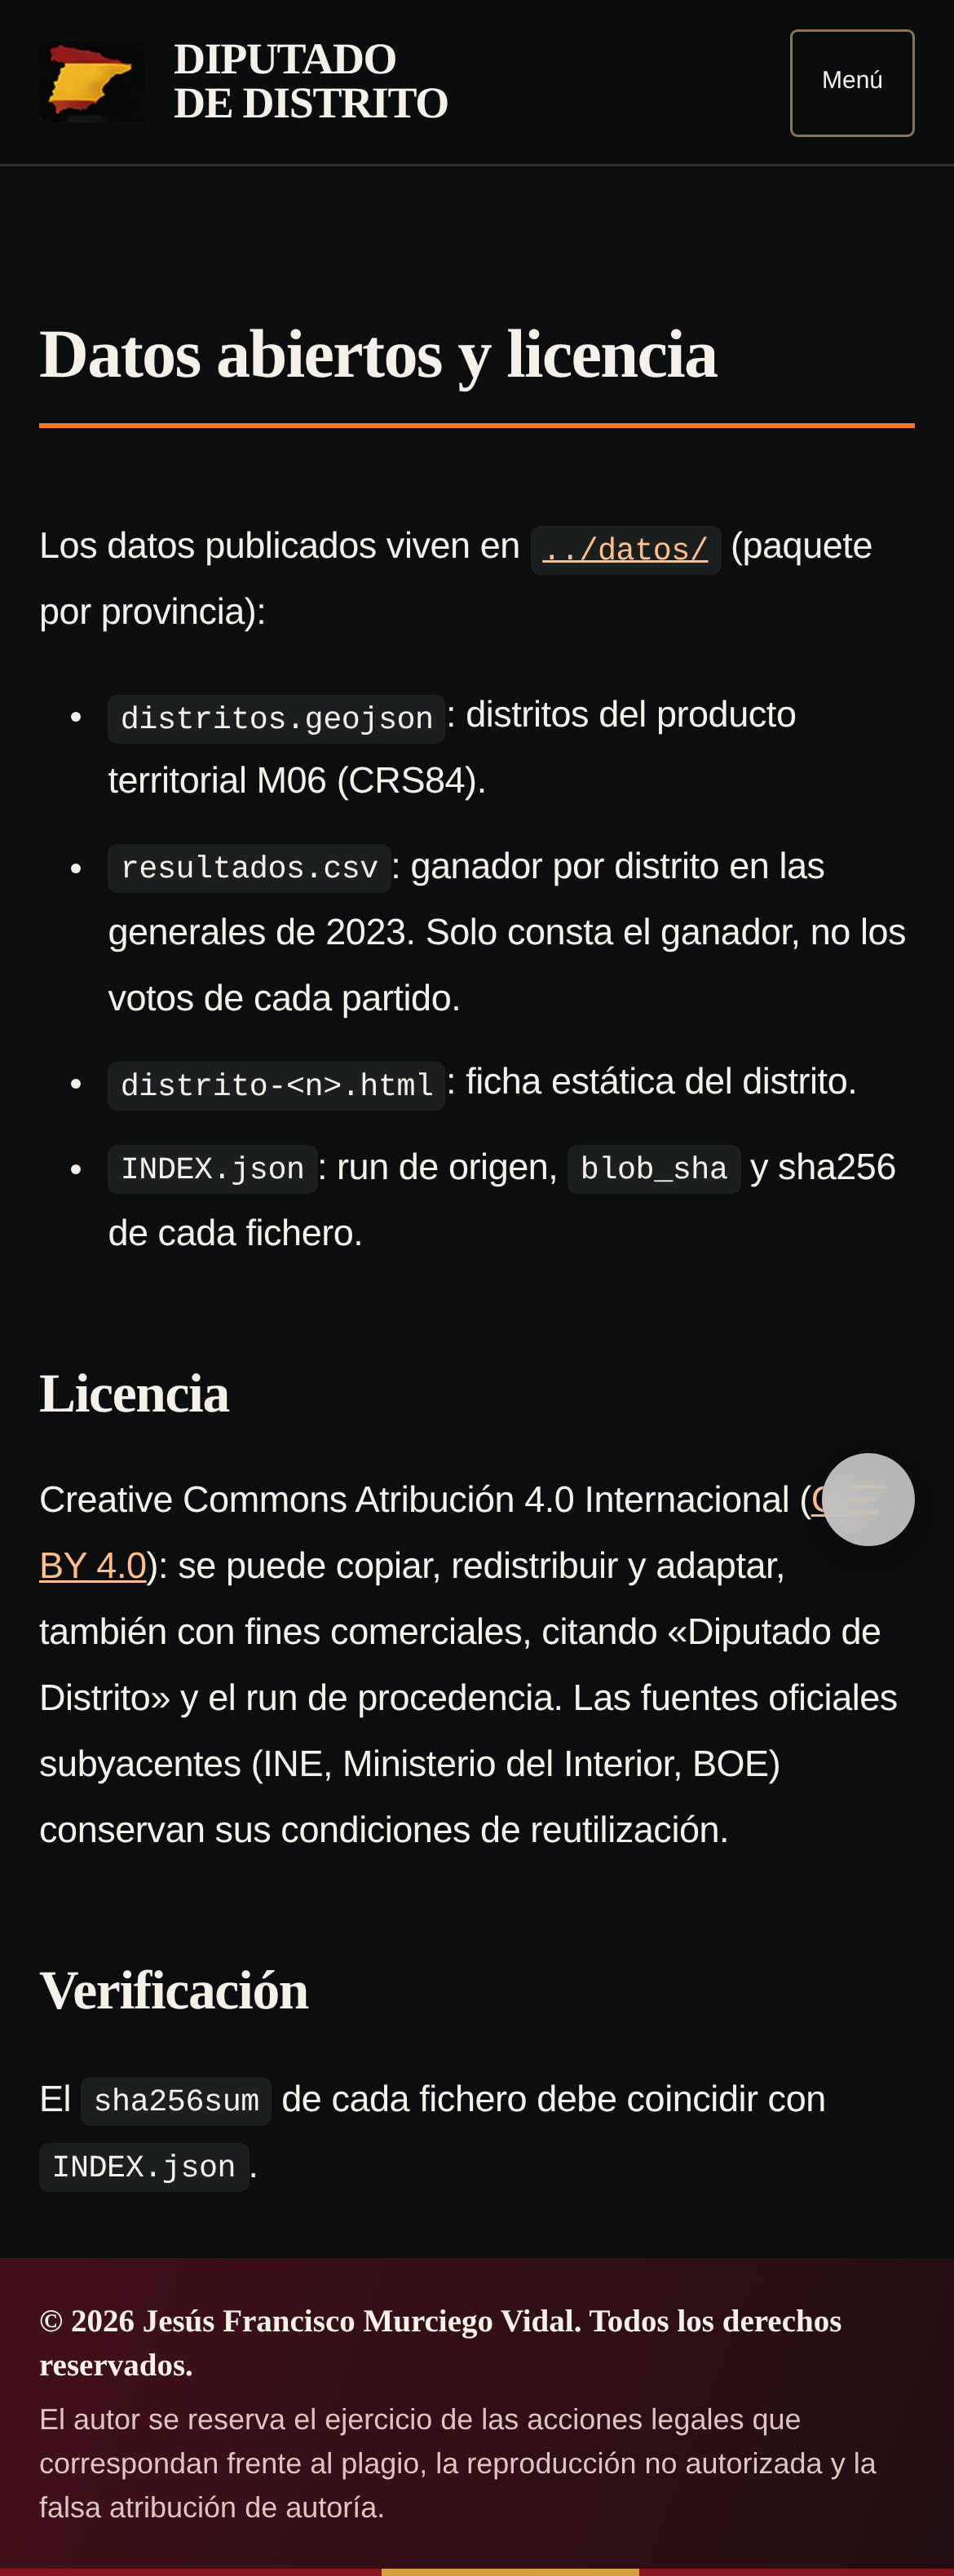 DIPUTADO
DE DISTRITO
Menú
Datos abiertos y licencia
Los datos publicados viven en ../datos/ (paquete
por provincia):
• distritos.geojson: distritos del producto
territorial M06 (CRS84).
• resultados.csv: ganador por distrito en las
generales de 2023. Solo consta el ganador, no los
votos de cada partido.
• distrito-<n>.html: ficha estática del distrito.
• INDEX.json: run de origen, blob_sha y sha256
de cada fichero.
Licencia
Creative Commons Atribución 4.0 Internacional (
BY 4.0): se puede copiar, redistribuir y adaptar,
también con fines comerciales, citando «Diputado de
Distrito» y el run de procedencia. Las fuentes oficiales
subyacentes (INE, Ministerio del Interior, BOE)
conservan sus condiciones de reutilización.
Verificación
El sha256sum de cada fichero debe coincidir con
INDEX.json.
© 2026 Jesús Francisco Murciego Vidal. Todos los derechos
reservados.
El autor se reserva el ejercicio de las acciones legales que
correspondan frente al plagio, la reproducción no autorizada y la
falsa atribución de autoría.